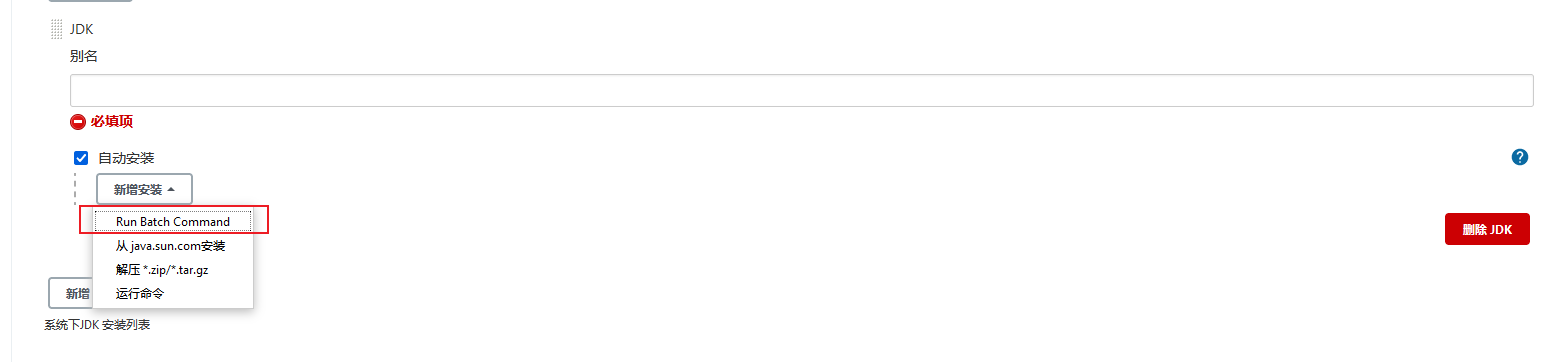 JDK
别名
必填项
自动安装
新增安装
Run Batch Command
从 java.sun.com安装
解压 *.zip/*.tar.gz
运行命令
删除 JDK
新增
系统下JDK 安装列表